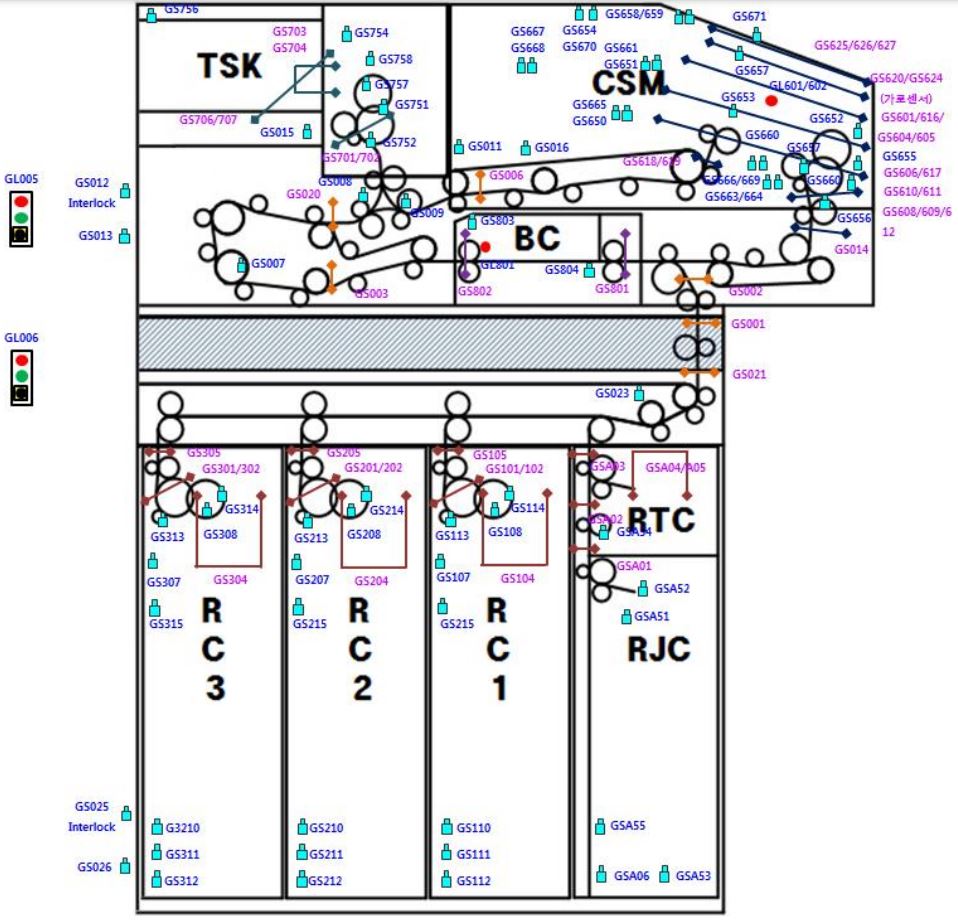 GS756
GS703
GS704
TSK
GS706/707
GS015
GS754
GS758
GS757
GS751
GS752
GS701/702
GS658/659
GS671
GS667
GS668
GS654
GS670
GS661
GS651
CSM
GS657
GL601/602
GS665
GS650
GS653
GS652
GS660
GS657
GS625/626/627
GS620/GS624
(가로센서)
GS601/616/
GS604/605
GS655
GS606/617
GS610/611
GS608/609/6
12
GS656
GS014
GL005
GS012
Interlock
GS013
GS008
GS020
GS009
GS011
GS016
GS006
GS618/619
GS666/669
GS663/664
GS660
GS007
GS003
GS803
BC
GL801
GS802
GS804
GS801
GS002
GL006
GS001
GS021
GS023
GS305
GS301/302
GS314
GS313
GS308
GS307
GS304
GS315
R
C
3
GS205
GS201/202
GS214
GS213
GS208
GS207
GS204
GS215
R
C
2
GS105
GS101/102
GS114
GS113
GS108
GS107
GS104
GS215
R
C
1
GSA03
GSA04/A05
GSA02
RTC
GSA54
GSA01
GSA52
GSA51
RJC
GS025
Interlock
GS026
G3210
GS311
GS312
GS210
GS211
GS212
GS110
GS111
GS112
GSA55
GSA06
GSA53